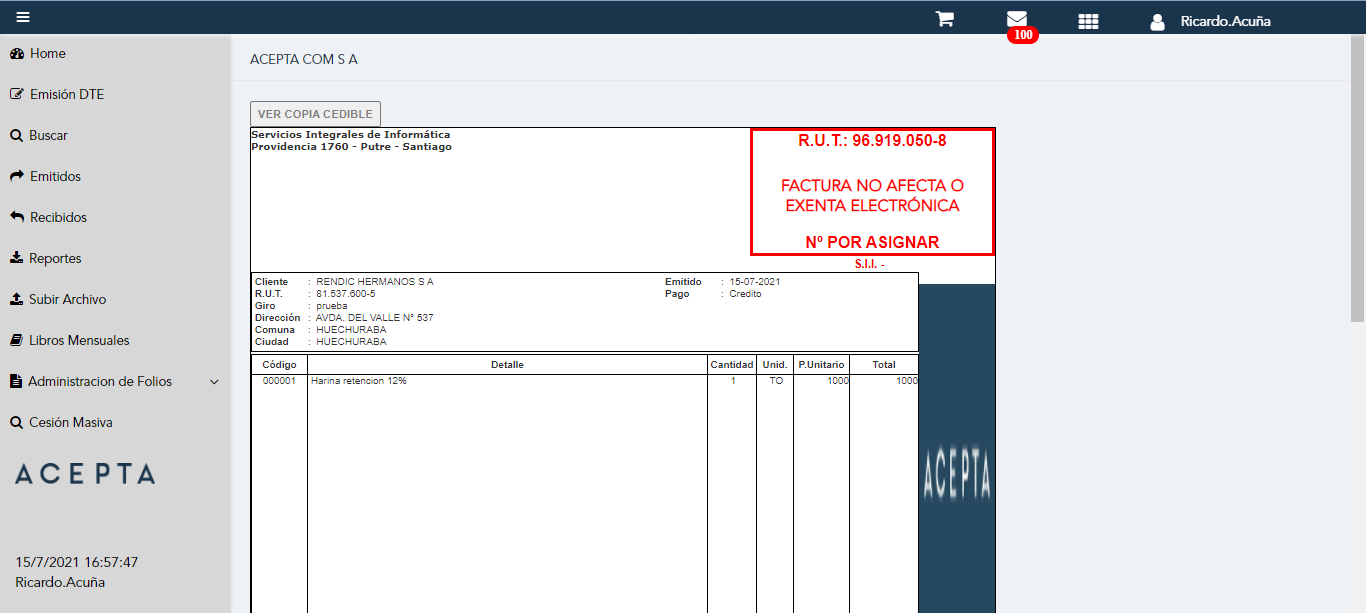 100
Ricardo.Acuña
Home
Emisión DTE
Buscar
Emitidos
Recibidos
Reportes
Subir Archivo
Libros Mensuales
Administracion de Folios
Cesión Masiva
ACEPTA
15/7/2021 16:57:47
Ricardo.Acuña
ACEPTA COM S A
VER COPIA CEDIBLE
Servicios Integrales de Informática
Providencia 1760 - Putre - Santiago
R.U.T.: 96.919.050-8
FACTURA NO AFECTA O
EXENTA ELECTRÓNICA
Nº POR ASIGNAR
S.I.I. -
Cliente : RENDIC HERMANOS S A Emitido : 15-07-2021
R.U.T. : 81.537.600-5 Pago : Credito
Giro : prueba
Dirección : AVDA. DEL VALLE N° 537
Comuna : HUECHURABA
Ciudad : HUECHURABA
Código Detalle Cantidad Unid. P.Unitario Total
000001 Harina retencion 12% 1 TO 1000 1000
ACEPTA